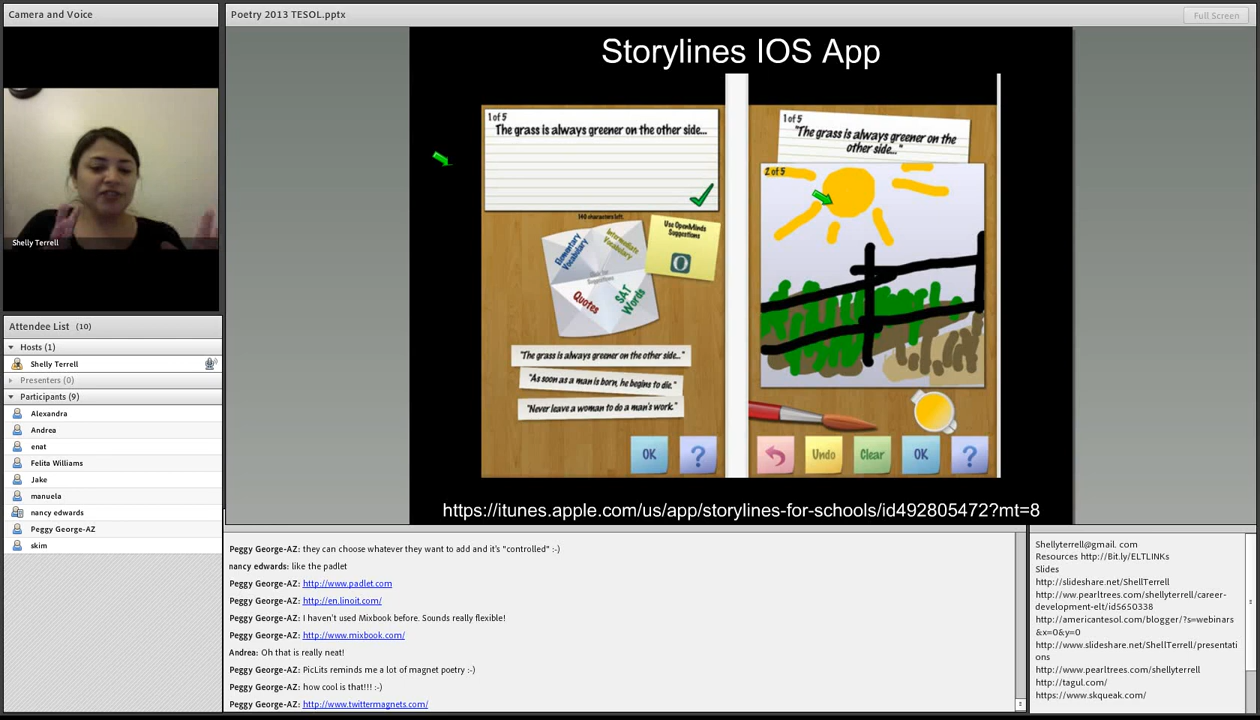 Camera and Voice
Shelly Terrell
Attendee List (10)
Hosts (1)
Shelly Terrell
Presenters (0)
Participants (9)
Alexandra
Andrea
enat
Felita Williams
Jake
manuela
nancy edwards
Peggy George-AZ
skim
Poetry 2013 TESOL.pptx
Full Screen
Storylines IOS App
1 of 5
The grass is always greener on the other side...
140 characters left.
Elementary Vocabulary
Intermediate Vocabulary
Click for Suggestions
Quotes
SAT Words
Use OpenMinds
Suggestions
"The grass is always greener on the other side..."
"As soon as a man is born, he begins to die."
"Never leave a woman to do a man's work."
OK
?
1 of 5
"The grass is always greener on the
other side..."
2 of 5
Undo
Clear
OK
?
https://itunes.apple.com/us/app/storylines-for-schools/id492805472?mt=8
Peggy George-AZ: they can choose whatever they want to add and it's "controlled" :-)
nancy edwards: like the padlet
Peggy George-AZ: http://www.padlet.com
Peggy George-AZ: http://en.linoit.com/
Peggy George-AZ: I haven't used Mixbook before. Sounds really flexible!
Peggy George-AZ: http://www.mixbook.com/
Andrea: Oh that is really neat!
Peggy George-AZ: PicLits reminds me a lot of magnet poetry :-)
Peggy George-AZ: how cool is that!!! :-)
Peggy George-AZ: http://www.twittermagnets.com/
Shellyterrell@gmail. com
Resources http://Bit.ly/ELTLINKs
Slides
http://slideshare.net/ShellTerrell
http://ww.pearltrees.com/shellyterrell/career-
development-elt/id5650338
http://americantesol.com/blogger/?s=webinars
&x=0&y=0
http://www.slideshare.net/ShellTerrell/presentati
ons
http://www.pearltrees.com/shellyterrell
http://tagul.com/
https://www.skqueak.com/